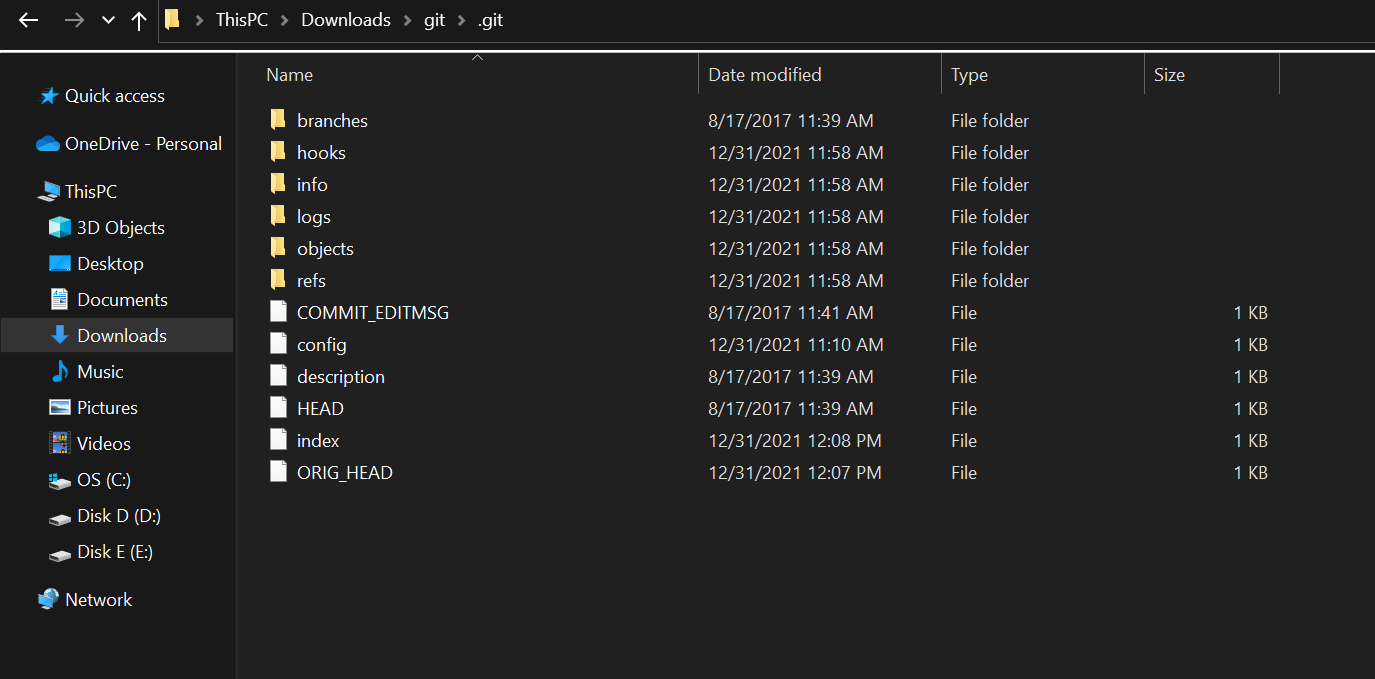 ThisPC > Downloads > git > .git
Quick access
OneDrive - Personal
ThisPC
3D Objects
Desktop
Documents
Downloads
Music
Pictures
Videos
OS (C:)
Disk D (D:)
Disk E (E:)
Network
Name Date modified Type Size
branches 8/17/2017 11:39 AM File folder
hooks 12/31/2021 11:58 AM File folder
info 12/31/2021 11:58 AM File folder
logs 12/31/2021 11:58 AM File folder
objects 12/31/2021 11:58 AM File folder
refs 12/31/2021 11:58 AM File folder
COMMIT_EDITMSG 8/17/2017 11:41 AM File 1 KB
config 12/31/2021 11:10 AM File 1 KB
description 8/17/2017 11:39 AM File 1 KB
HEAD 8/17/2017 11:39 AM File 1 KB
index 12/31/2021 12:08 PM File 1 KB
ORIG_HEAD 12/31/2021 12:07 PM File 1 KB